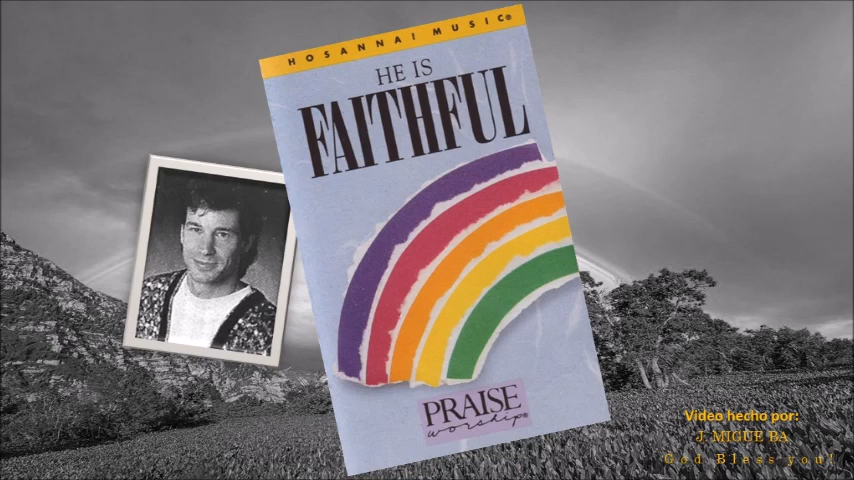 HOSANNA! MUSIC®
HE IS
FAITHFUL
PRAISE
worship®
Video hecho por:
J. MIGUE BA
God Bless you!